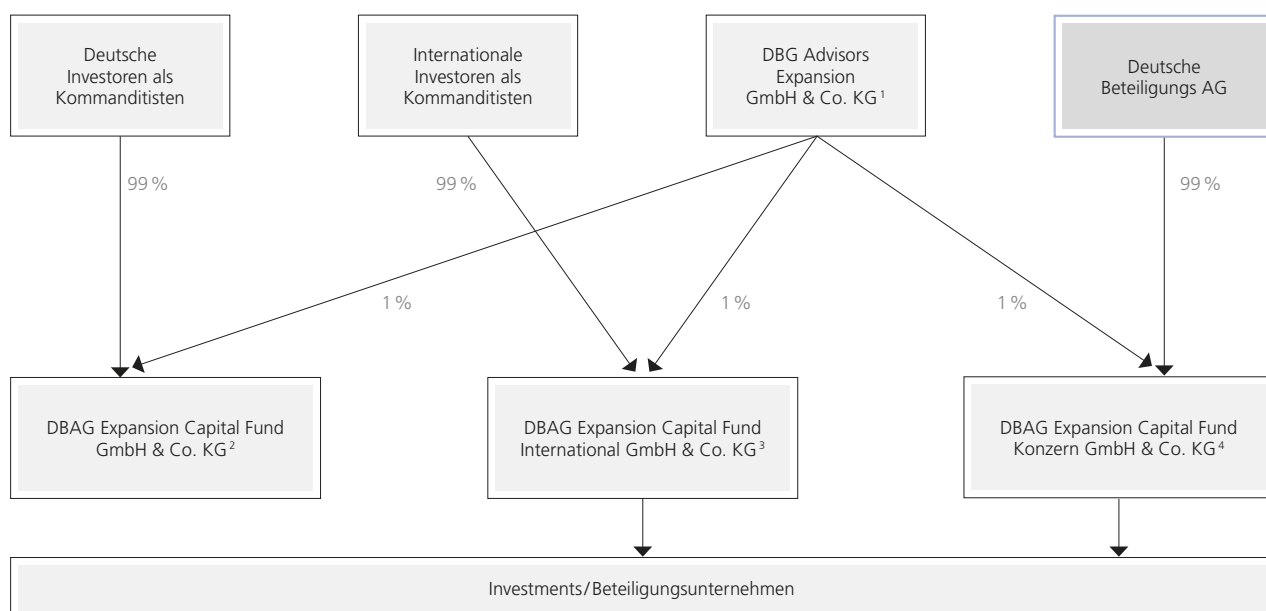 Deutsche
Investoren als
Kommanditisten
Internationale
Investoren als
Kommanditisten
DBG Advisors
Expansion
GmbH & Co. KG¹
Deutsche
Beteiligungs AG
99 %
99 %
99 %
1 %
1 %
1 %
DBAG Expansion Capital Fund
GmbH & Co. KG²
DBAG Expansion Capital Fund
International GmbH & Co. KG³
DBAG Expansion Capital Fund
Konzern GmbH & Co. KG⁴
Investments/Beteiligungsunternehmen